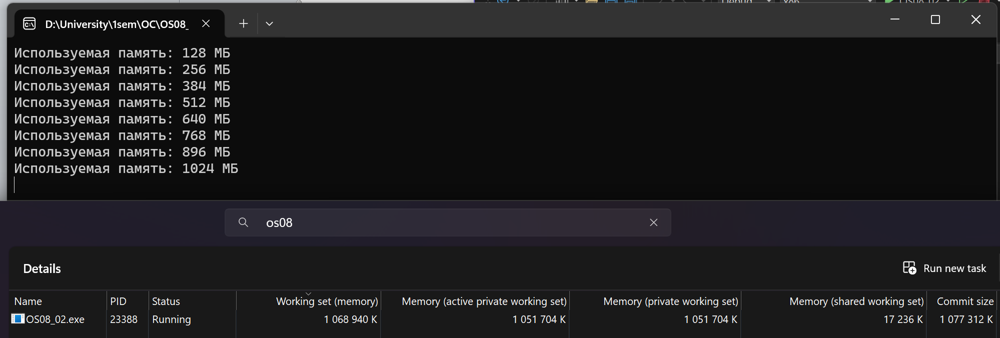 D:\University\1sem\OC\OS08_
Используемая память: 128 МБ
Используемая память: 256 МБ
Используемая память: 384 МБ
Используемая память: 512 МБ
Используемая память: 640 МБ
Используемая память: 768 МБ
Используемая память: 896 МБ
Используемая память: 1024 МБ
os08
Details
Run new task
Name PID Status Working set (memory) Memory (active private working set) Memory (private working set) Memory (shared working set) Commit size
OS08_02.exe 23388 Running 1 068 940 K 1 051 704 K 1 051 704 K 17 236 K 1 077 312 K